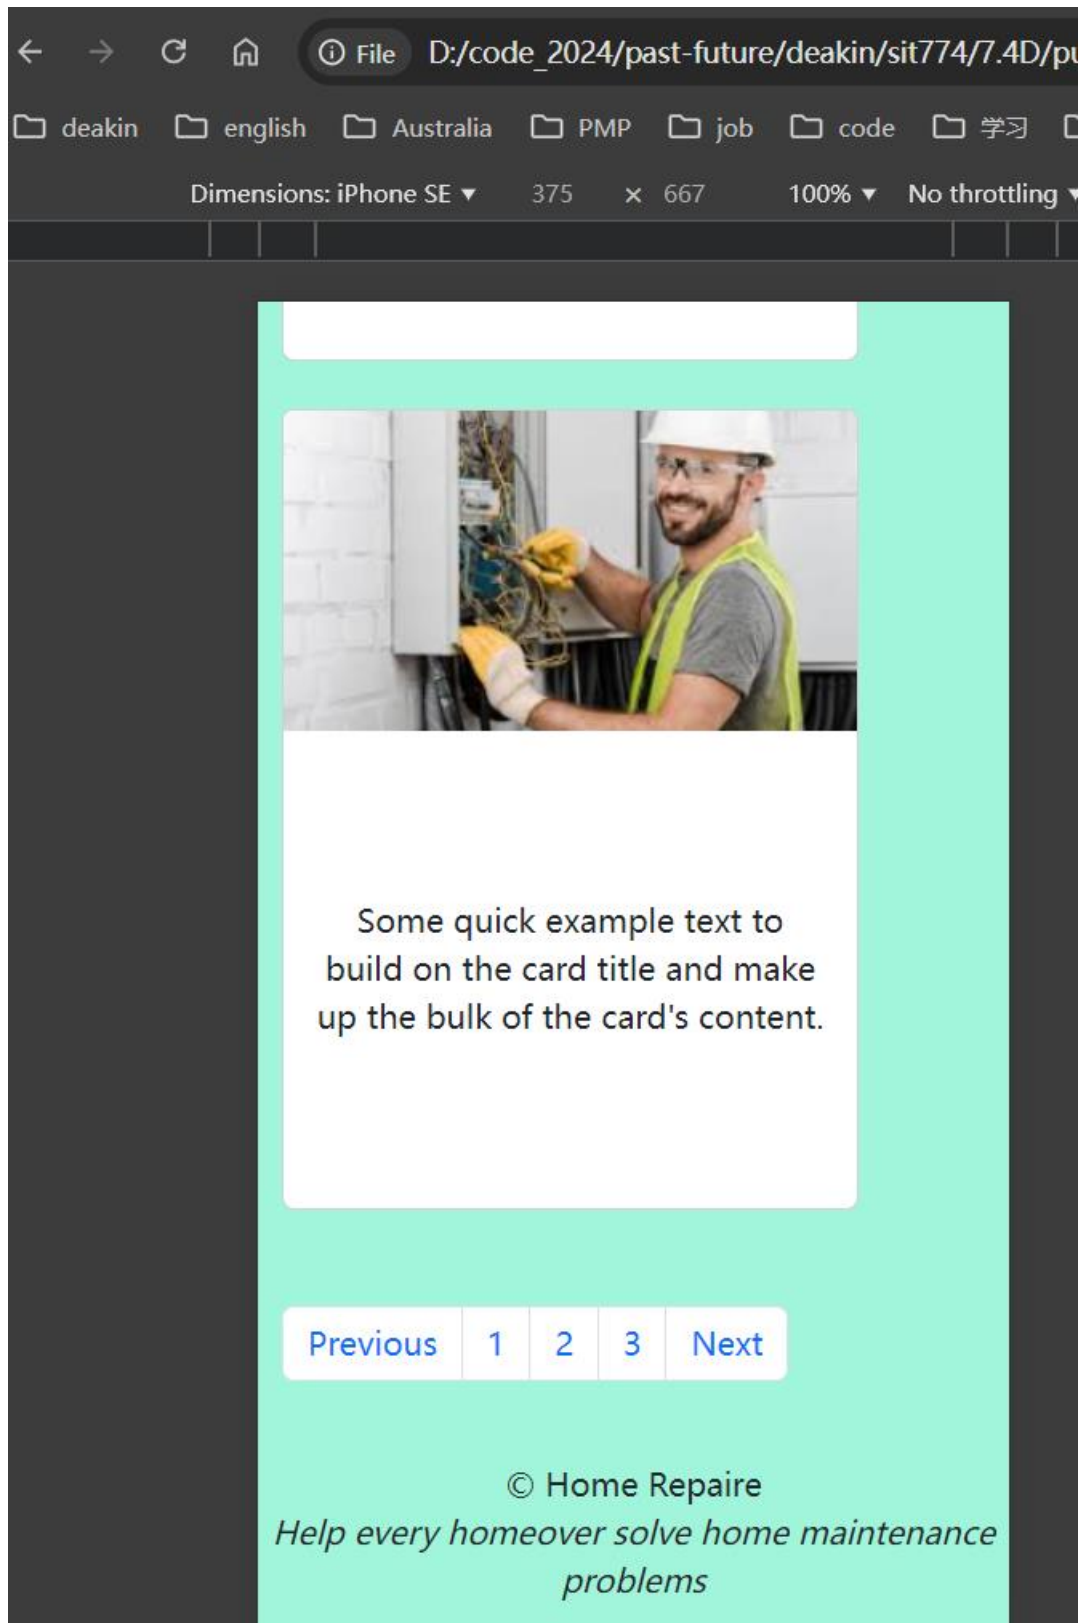 File D:/code_2024/past-future/deakin/sit774/7.4D/pu
deakin english Australia PMP job code 学习
Dimensions: iPhone SE ▼ 375 × 667 100% ▼ No throttling ▼
Some quick example text to
build on the card title and make
up the bulk of the card's content.
Previous 1 2 3 Next
© Home Repaire
Help every homeover solve home maintenance
problems